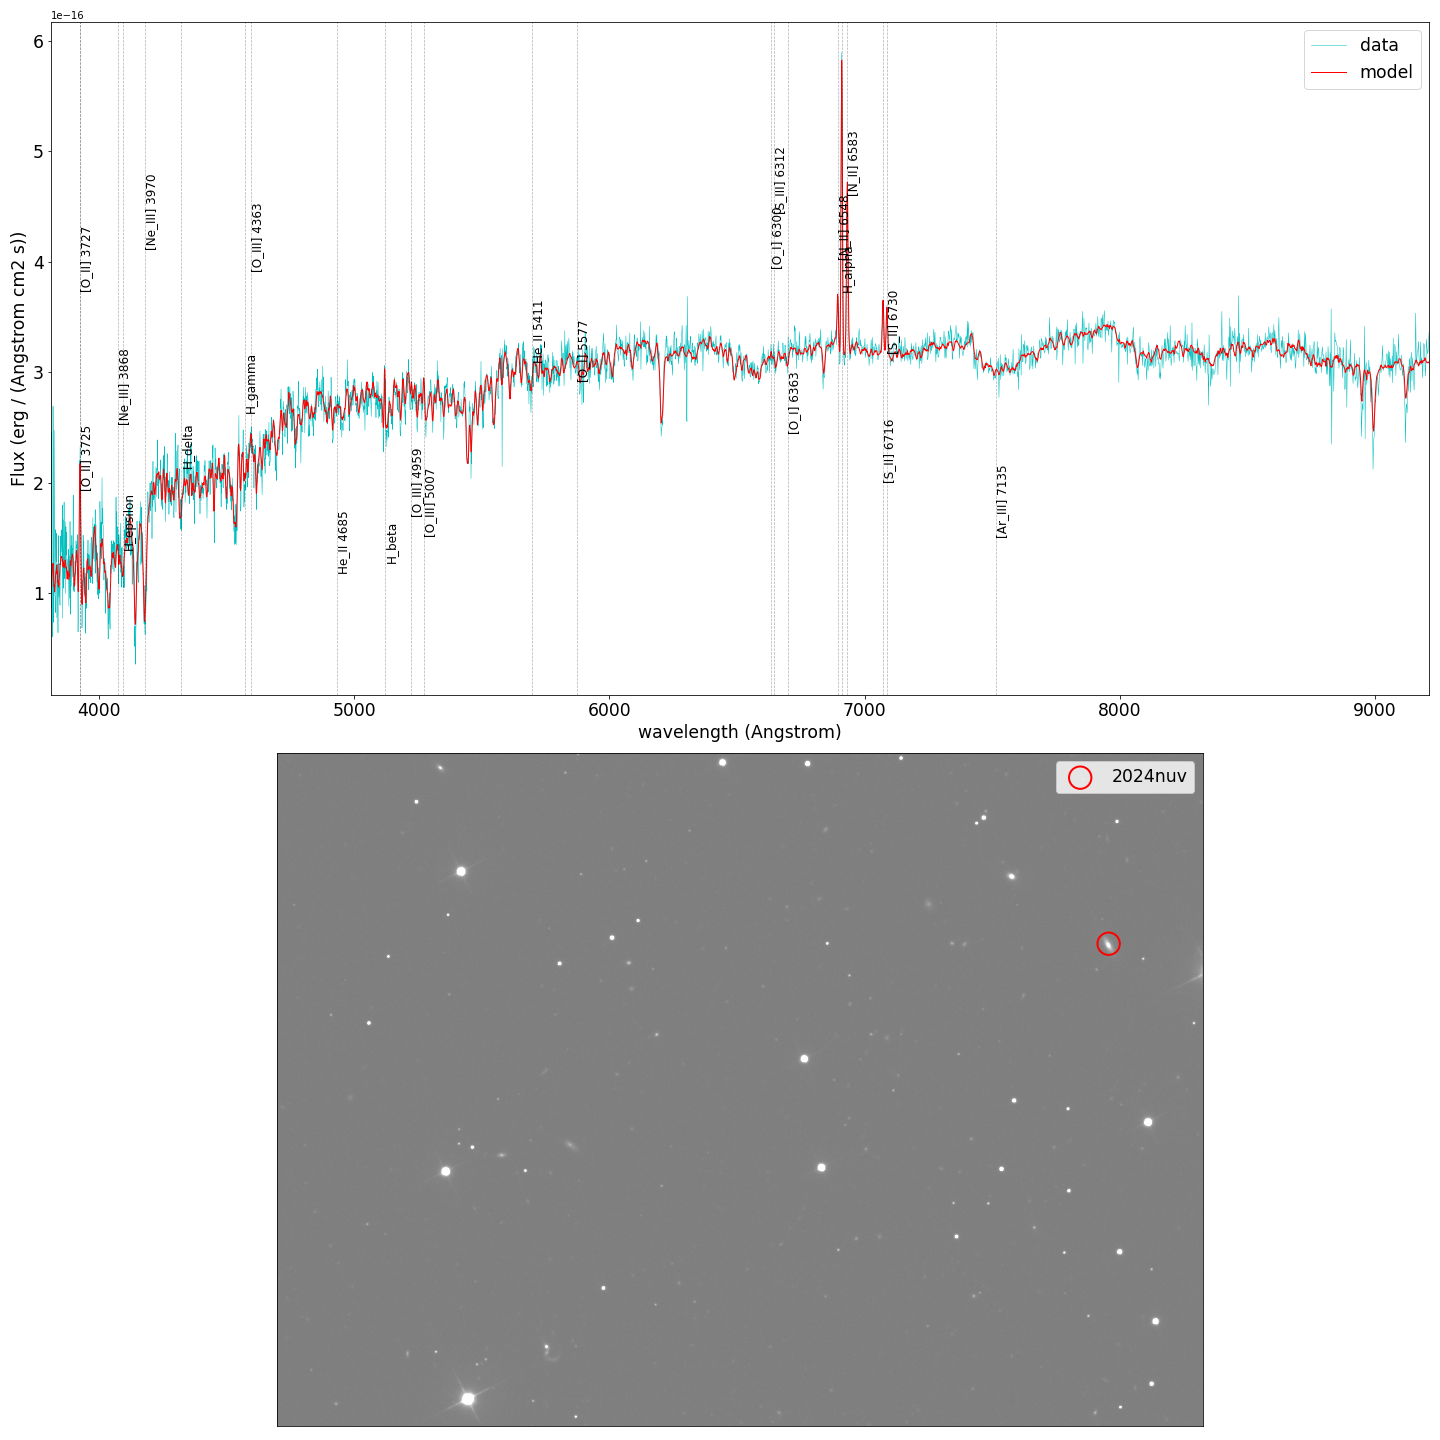 1e−16
data
model
6
5
4
3
2
1
Flux (erg / (Angstrom cm2 s))
[O_II] 3725
[O_II] 3727
[Ne_III] 3868
H_epsilon
[Ne_III] 3970
H_delta
H_gamma
[O_III] 4363
He_II 4685
H_beta
[O_III] 4959
[O_III] 5007
He_II 5411
[O_I] 5577
[O_I] 6300
[S_III] 6312
[O_I] 6363
[N_II] 6548
H_alpha
[N_II] 6583
[S_II] 6716
[S_II] 6730
[Ar_III] 7135
4000 5000 6000 7000 8000 9000
wavelength (Angstrom)
2024nuv